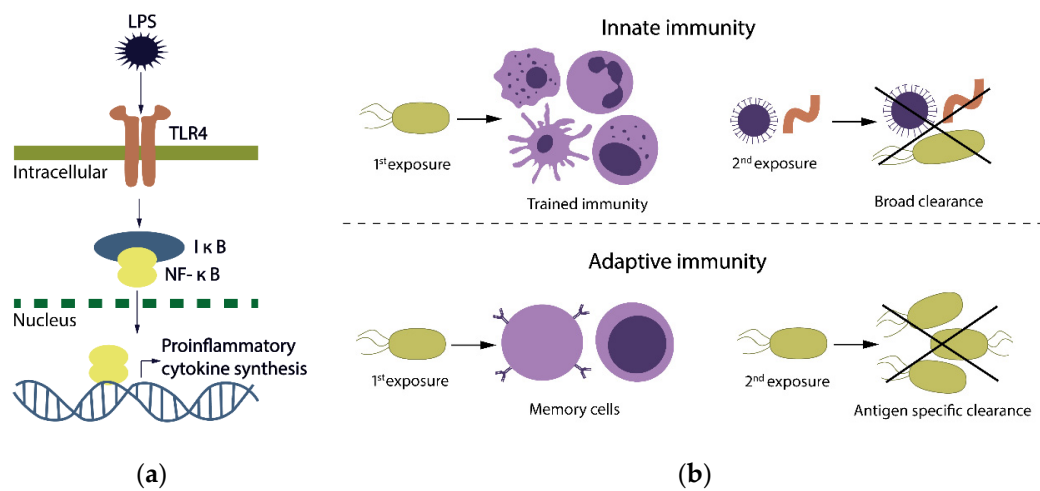 LPS
TLR4
Intracellular
I κ B
NF- κ B
Nucleus
Proinflammatory
cytokine synthesis
(a)
Innate immunity
1st exposure
Trained immunity
2nd exposure
Broad clearance
Adaptive immunity
1st exposure
Memory cells
2nd exposure
Antigen specific clearance
(b)